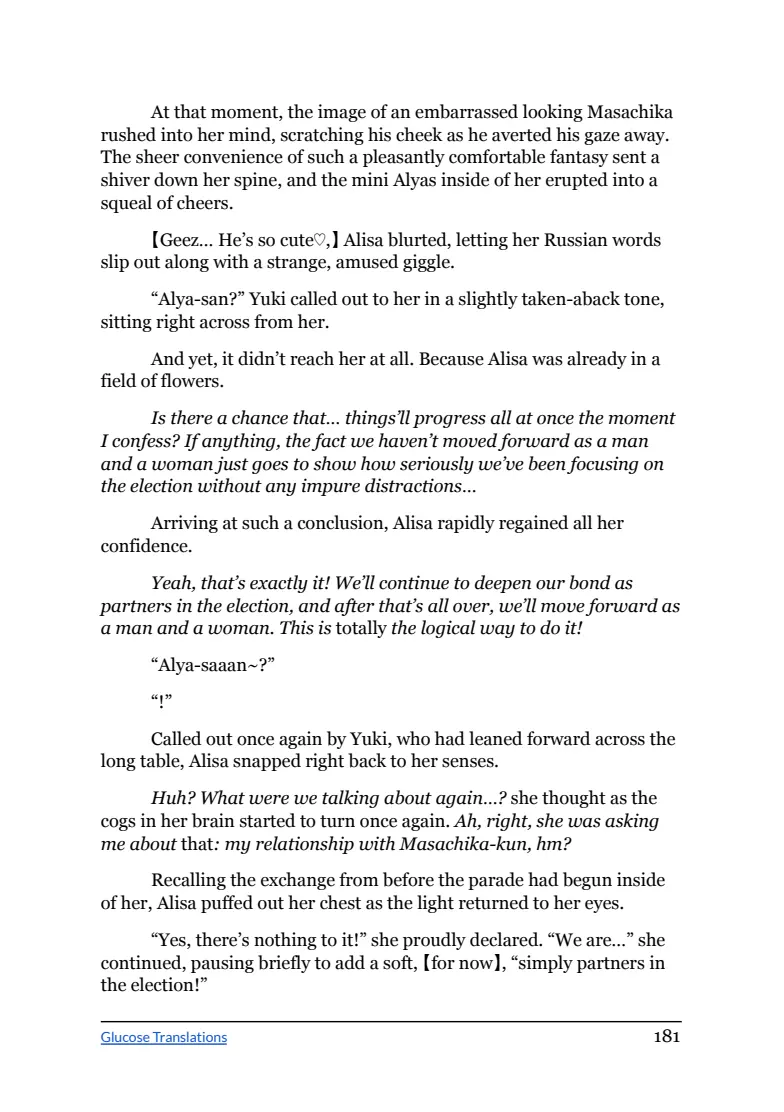 At that moment, the image of an embarrassed looking Masachika
rushed into her mind, scratching his cheek as he averted his gaze away.
The sheer convenience of such a pleasantly comfortable fantasy sent a
shiver down her spine, and the mini Alyas inside of her erupted into a
squeal of cheers.
【Geez… He’s so cute♡,】 Alisa blurted, letting her Russian words
slip out along with a strange, amused giggle.
“Alya-san?” Yuki called out to her in a slightly taken-aback tone,
sitting right across from her.
And yet, it didn’t reach her at all. Because Alisa was already in a
field of flowers.
Is there a chance that… things’ll progress all at once the moment
I confess? If anything, the fact we haven’t moved forward as a man
and a woman just goes to show how seriously we’ve been focusing on
the election without any impure distractions…
Arriving at such a conclusion, Alisa rapidly regained all her
confidence.
Yeah, that’s exactly it! We’ll continue to deepen our bond as
partners in the election, and after that’s all over, we’ll move forward as
a man and a woman. This is totally the logical way to do it!
“Alya-saaan~?”
“!”
Called out once again by Yuki, who had leaned forward across the
long table, Alisa snapped right back to her senses.
Huh? What were we talking about again…? she thought as the
cogs in her brain started to turn once again. Ah, right, she was asking
me about that: my relationship with Masachika-kun, hm?
Recalling the exchange from before the parade had begun inside
of her, Alisa puffed out her chest as the light returned to her eyes.
“Yes, there’s nothing to it!” she proudly declared. “We are…” she
continued, pausing briefly to add a soft, 【for now】, “simply partners in
the election!”
Glucose Translations 181